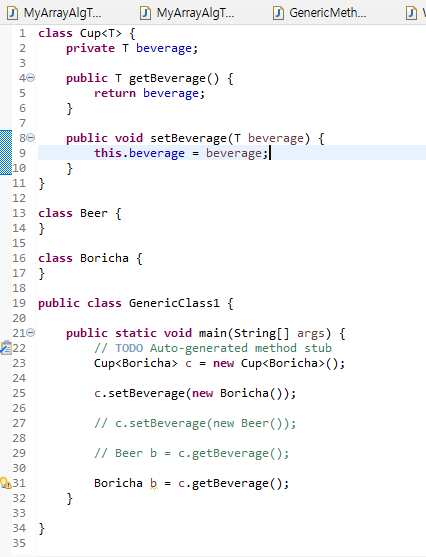 MyArrayAlgT... MyArrayAlgT... GenericMeth...
1 class Cup<T> {
2     private T beverage;
3
4     public T getBeverage() {
5         return beverage;
6     }
7
8     public void setBeverage(T beverage) {
9         this.beverage = beverage;
10     }
11 }
12
13 class Beer {
14 }
15
16 class Boricha {
17 }
18
19 public class GenericClass1 {
20
21     public static void main(String[] args) {
22         // TODO Auto-generated method stub
23         Cup<Boricha> c = new Cup<Boricha>();
24
25         c.setBeverage(new Boricha());
26
27         // c.setBeverage(new Beer());
28
29         // Beer b = c.getBeverage();
30
31         Boricha b = c.getBeverage();
32     }
33
34 }
35